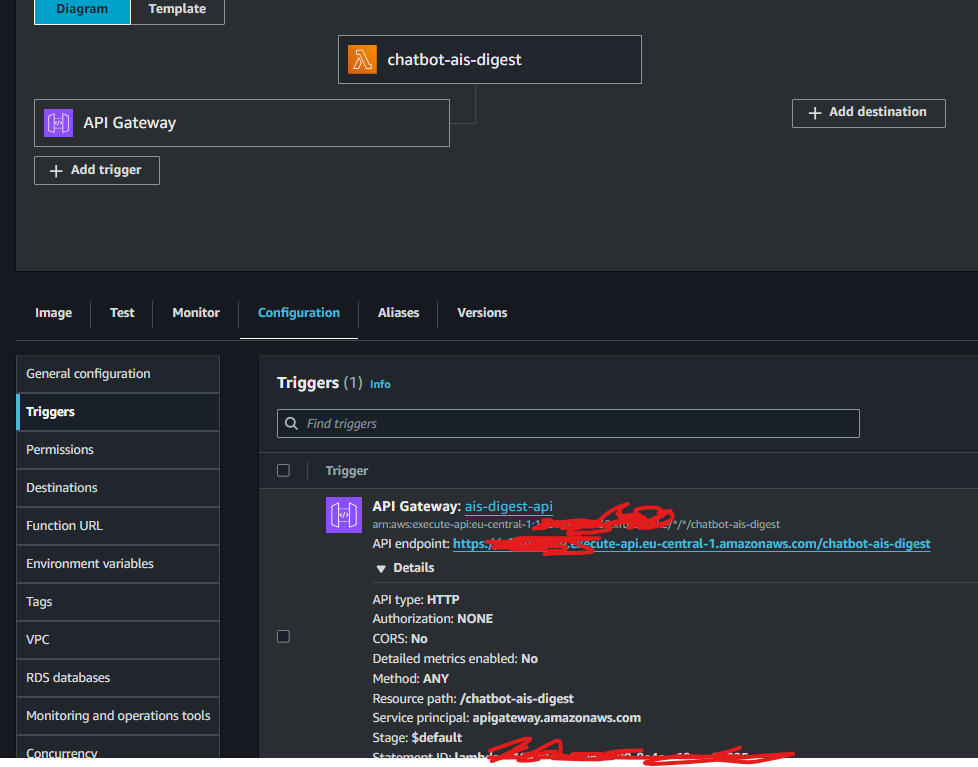 Diagram
Template
chatbot-ais-digest
API Gateway
+ Add destination
+ Add trigger
Image
Test
Monitor
Configuration
Aliases
Versions
General configuration
Triggers
Permissions
Destinations
Function URL
Environment variables
Tags
VPC
RDS databases
Monitoring and operations tools
Concurrency
Triggers (1) Info
Find triggers
Trigger
API Gateway: ais-digest-api
arn:aws:execute-api:eu-central-1: /*/*/chatbot-ais-digest
API endpoint: https:/ .execute-api.eu-central-1.amazonaws.com/chatbot-ais-digest
▼ Details
API type: HTTP
Authorization: NONE
CORS: No
Detailed metrics enabled: No
Method: ANY
Resource path: /chatbot-ais-digest
Service principal: apigateway.amazonaws.com
Stage: $default
Statement ID: